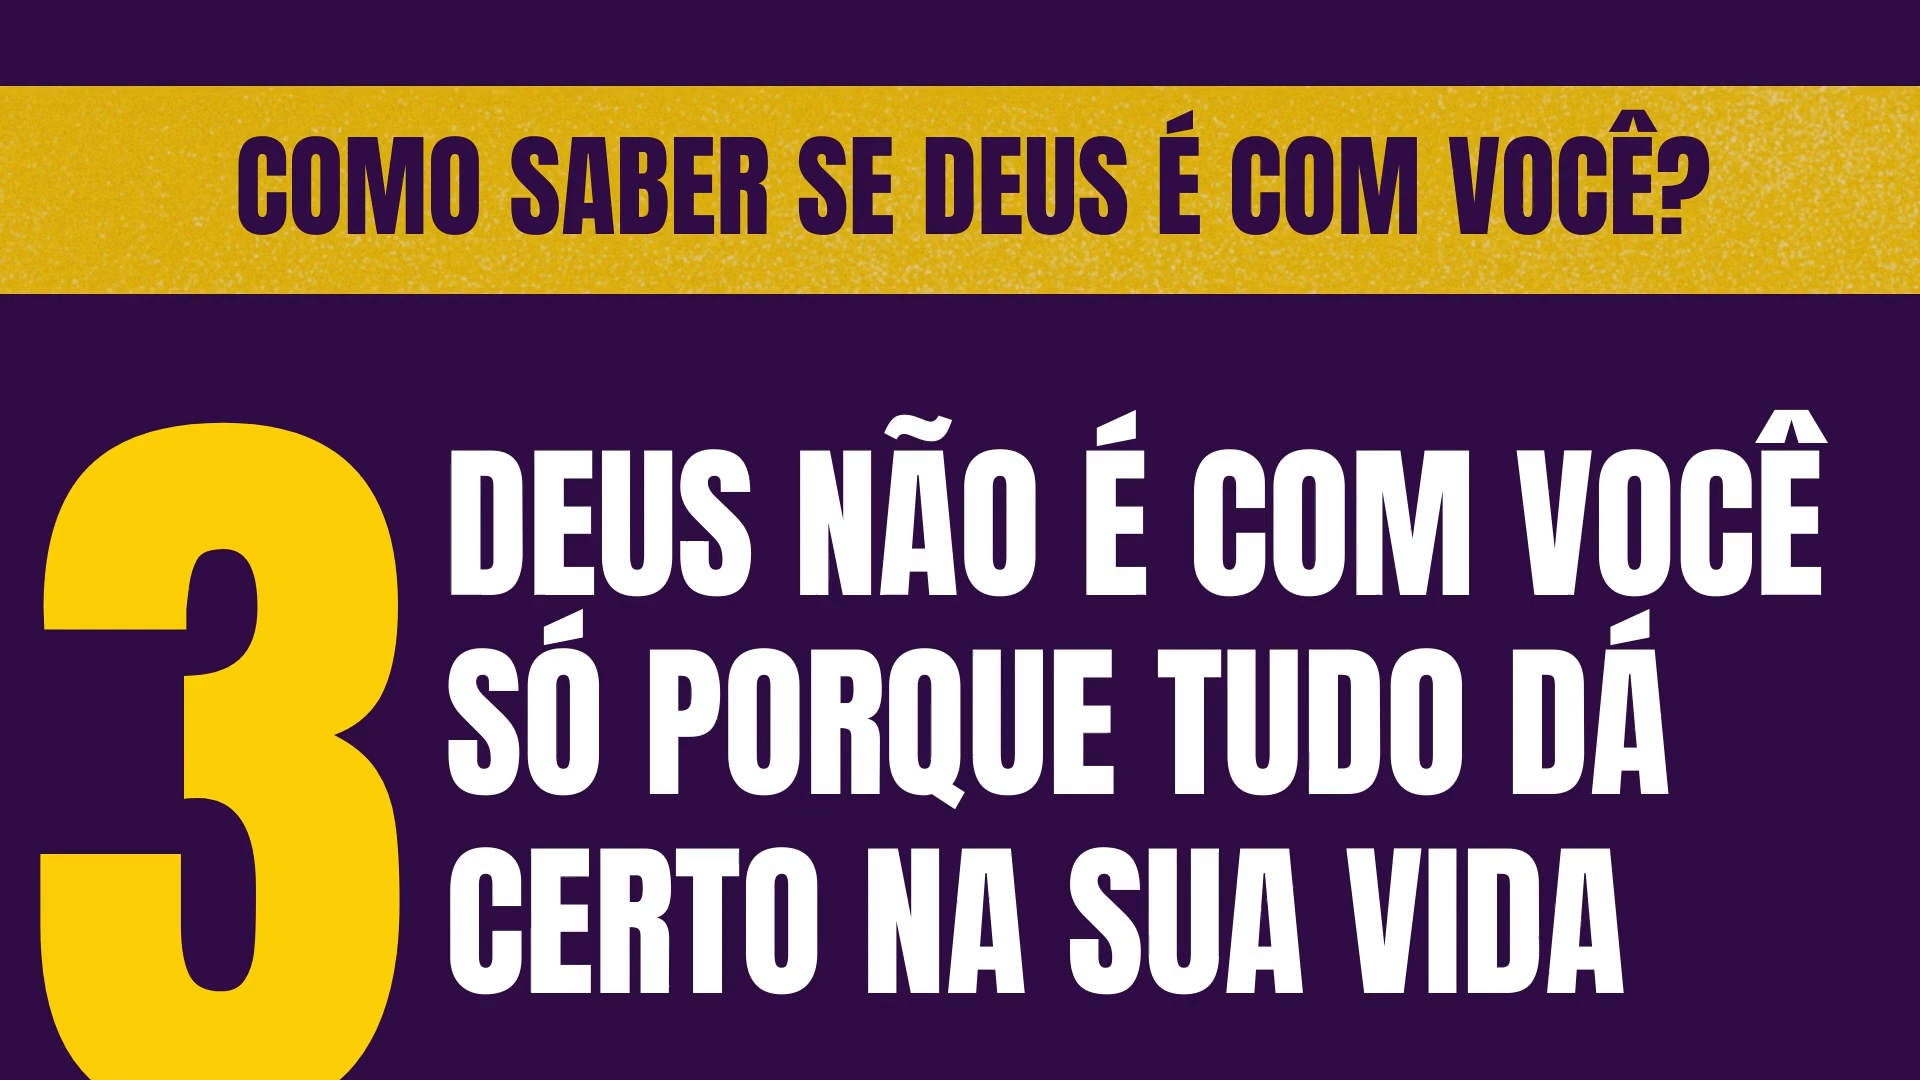 COMO SABER SE DEUS É COM VOCÊ?
3
DEUS NÃO É COM VOCÊ
SÓ PORQUE TUDO DÁ
CERTO NA SUA VIDA